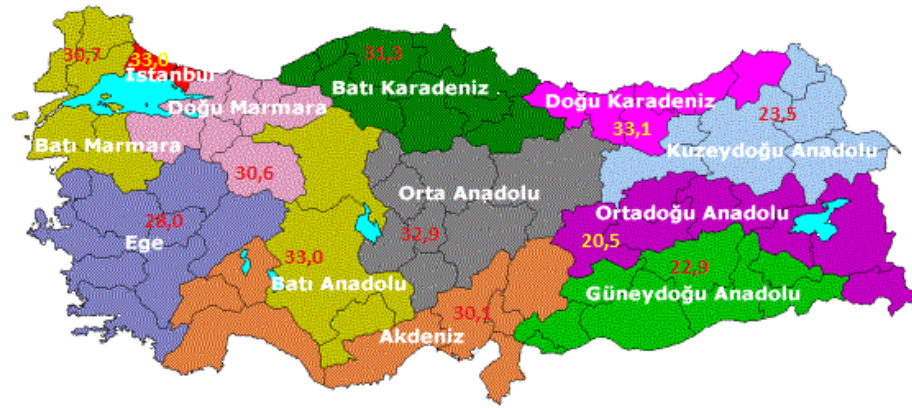 30,7
33,0
İstanbul
31,3
Batı Karadeniz
Doğu Marmara
Doğu Karadeniz
33,1
23,5
Batı Marmara
Kuzeydoğu Anadolu
30,6
Orta Anadolu
28,0
Ege
32,9
Ortadoğu Anadolu
20,5
33,0
Batı Anadolu
22,9
Güneydoğu Anadolu
30,1
Akdeniz